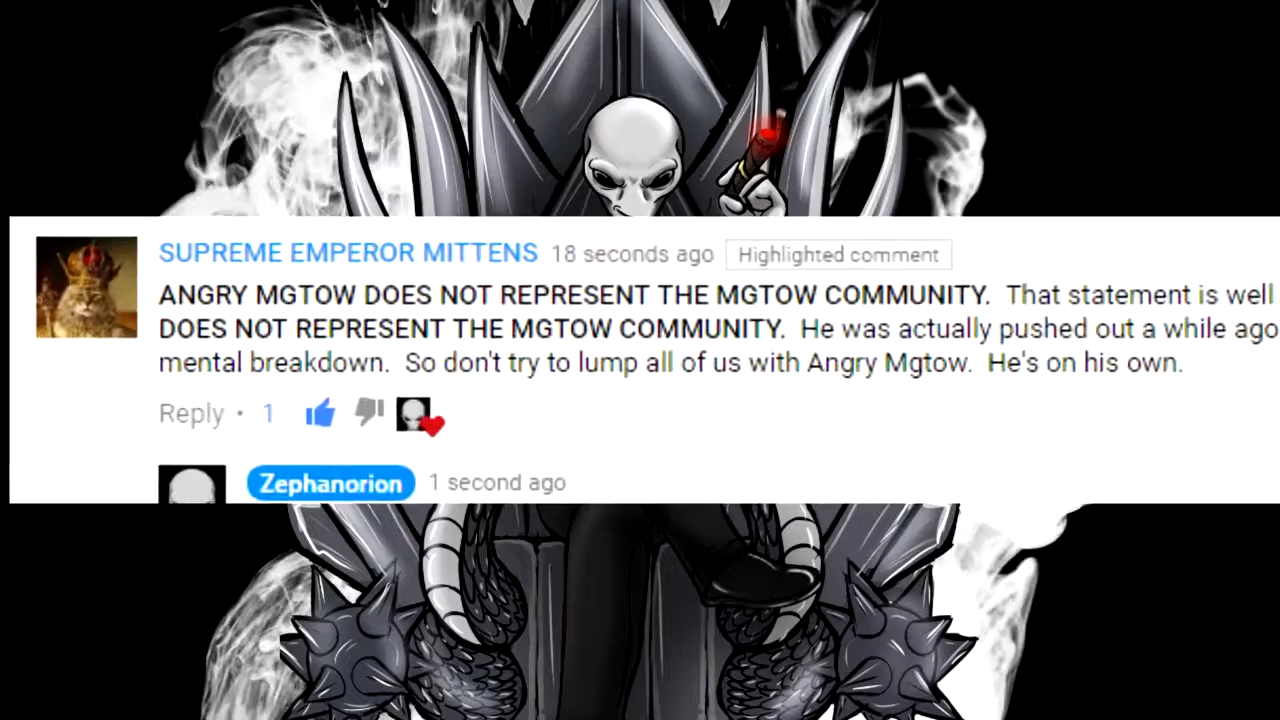 SUPREME EMPEROR MITTENS 18 seconds ago Highlighted comment
ANGRY MGTOW DOES NOT REPRESENT THE MGTOW COMMUNITY. That statement is well
DOES NOT REPRESENT THE MGTOW COMMUNITY. He was actually pushed out a while ago
mental breakdown. So don't try to lump all of us with Angry Mgtow. He's on his own.
Reply • 1
Zephanorion 1 second ago